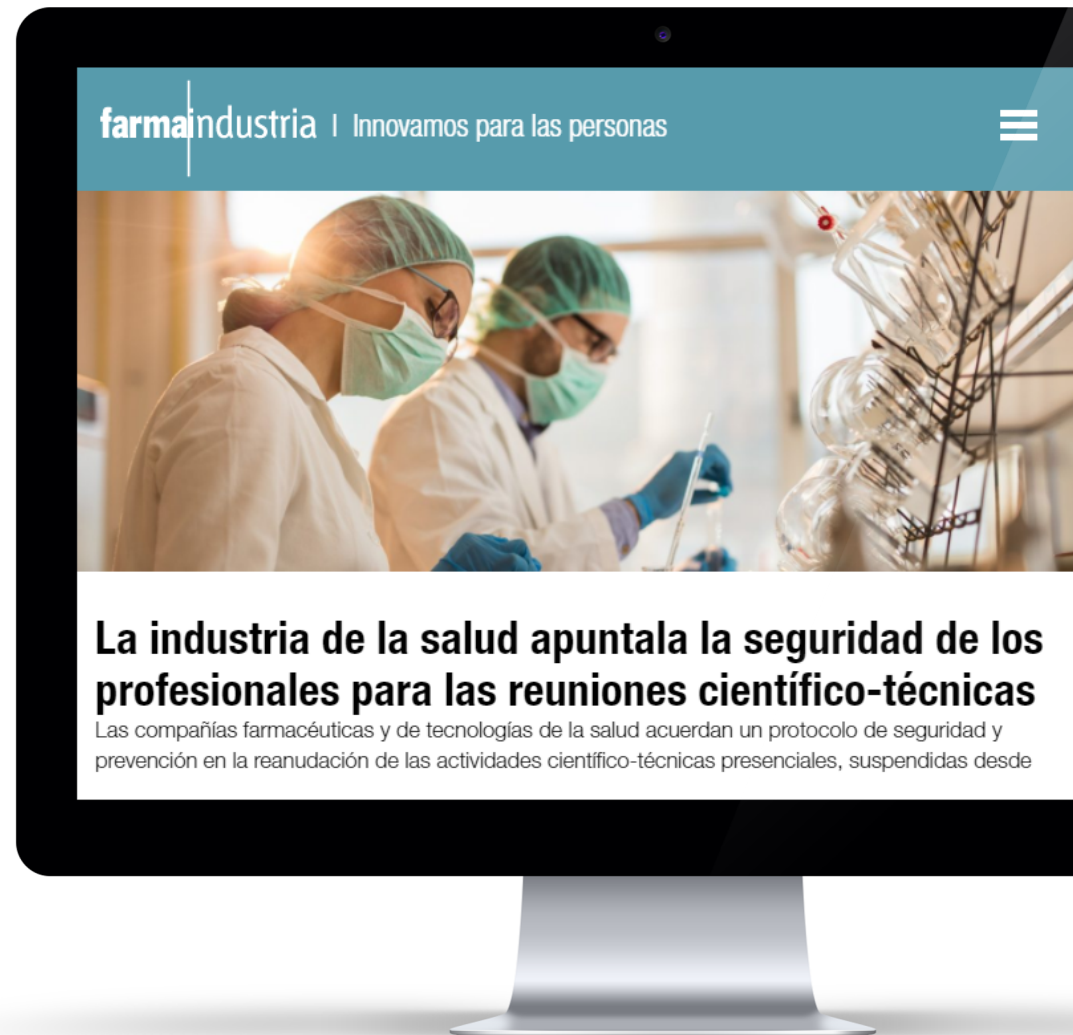 farmaindustria | Innovamos para las personas
La industria de la salud apuntala la seguridad de los
profesionales para las reuniones científico-técnicas
Las compañías farmacéuticas y de tecnologías de la salud acuerdan un protocolo de seguridad y
prevención en la reanudación de las actividades científico-técnicas presenciales, suspendidas desde